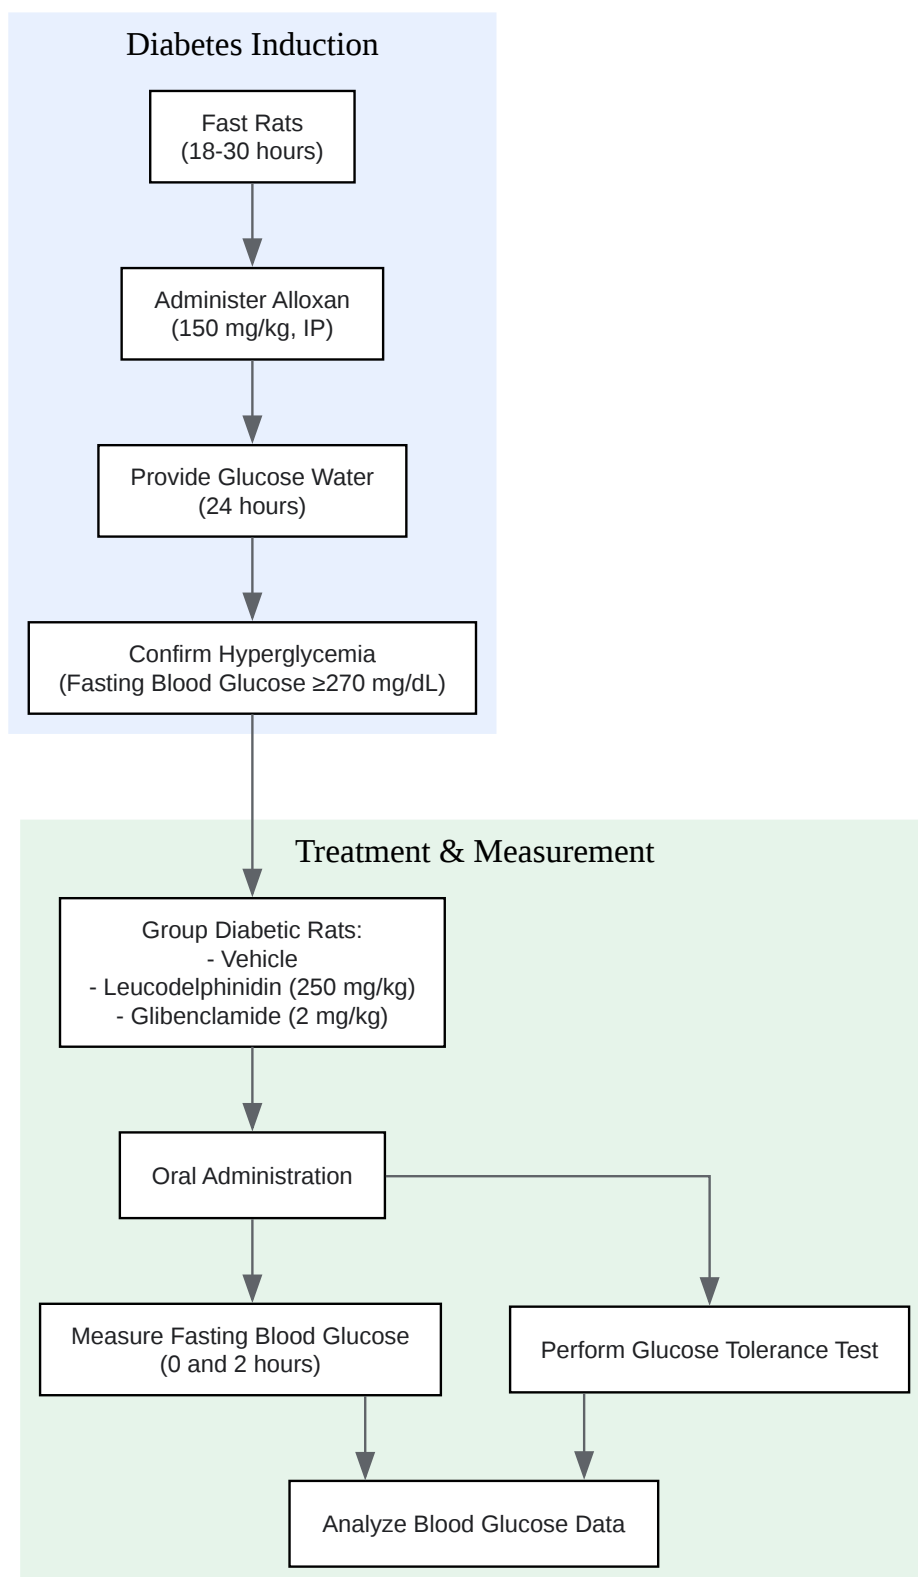 Diabetes Induction
Fast Rats
(18-30 hours)
Administer Alloxan
(150 mg/kg, IP)
Provide Glucose Water
(24 hours)
Confirm Hyperglycemia
(Fasting Blood Glucose ≥270 mg/dL)
Treatment & Measurement
Group Diabetic Rats:
- Vehicle
- Leucodelphinidin (250 mg/kg)
- Glibenclamide (2 mg/kg)
Oral Administration
Measure Fasting Blood Glucose
(0 and 2 hours)
Perform Glucose Tolerance Test
Analyze Blood Glucose Data